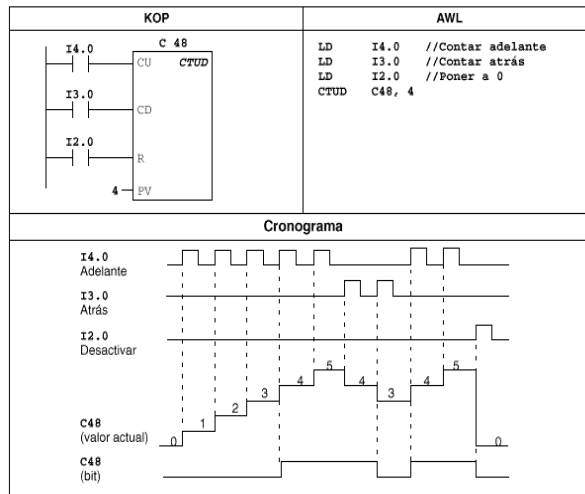 KOP
AWL
C 48
I4.0
CU CTUD
I3.0
CD
I2.0
R
4 PV
LD I4.0 //Contar adelante
LD I3.0 //Contar atrás
LD I2.0 //Poner a 0
CTUD C48, 4
Cronograma
I4.0
Adelante
I3.0
Atrás
I2.0
Desactivar
0 1 2 3 4 5 4 3 4 5 0
C48
(valor actual)
C48
(bit)